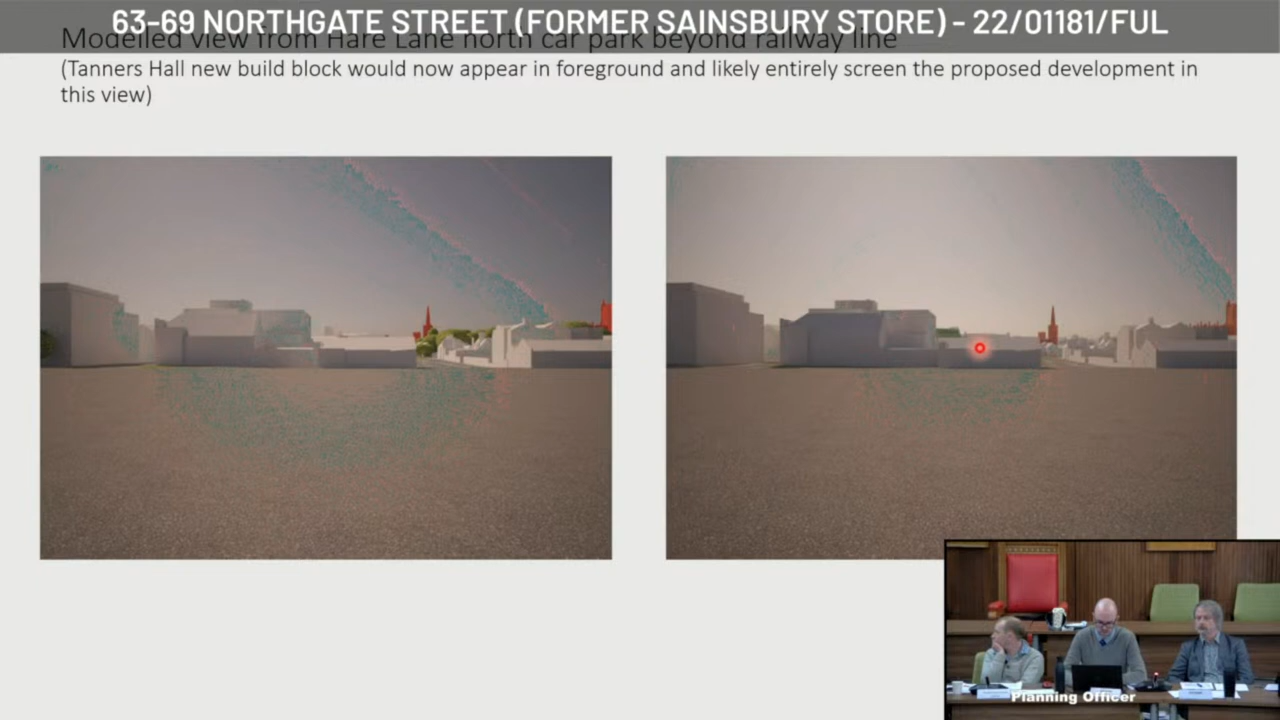 63-69 NORTHGATE STREET (FORMER SAINSBURY STORE) - 22/01181/FUL
Modelled view from Hare Lane north car park beyond railway line
(Tanners Hall new build block would now appear in foreground and likely entirely screen the proposed development in
this view)
Planning Officer